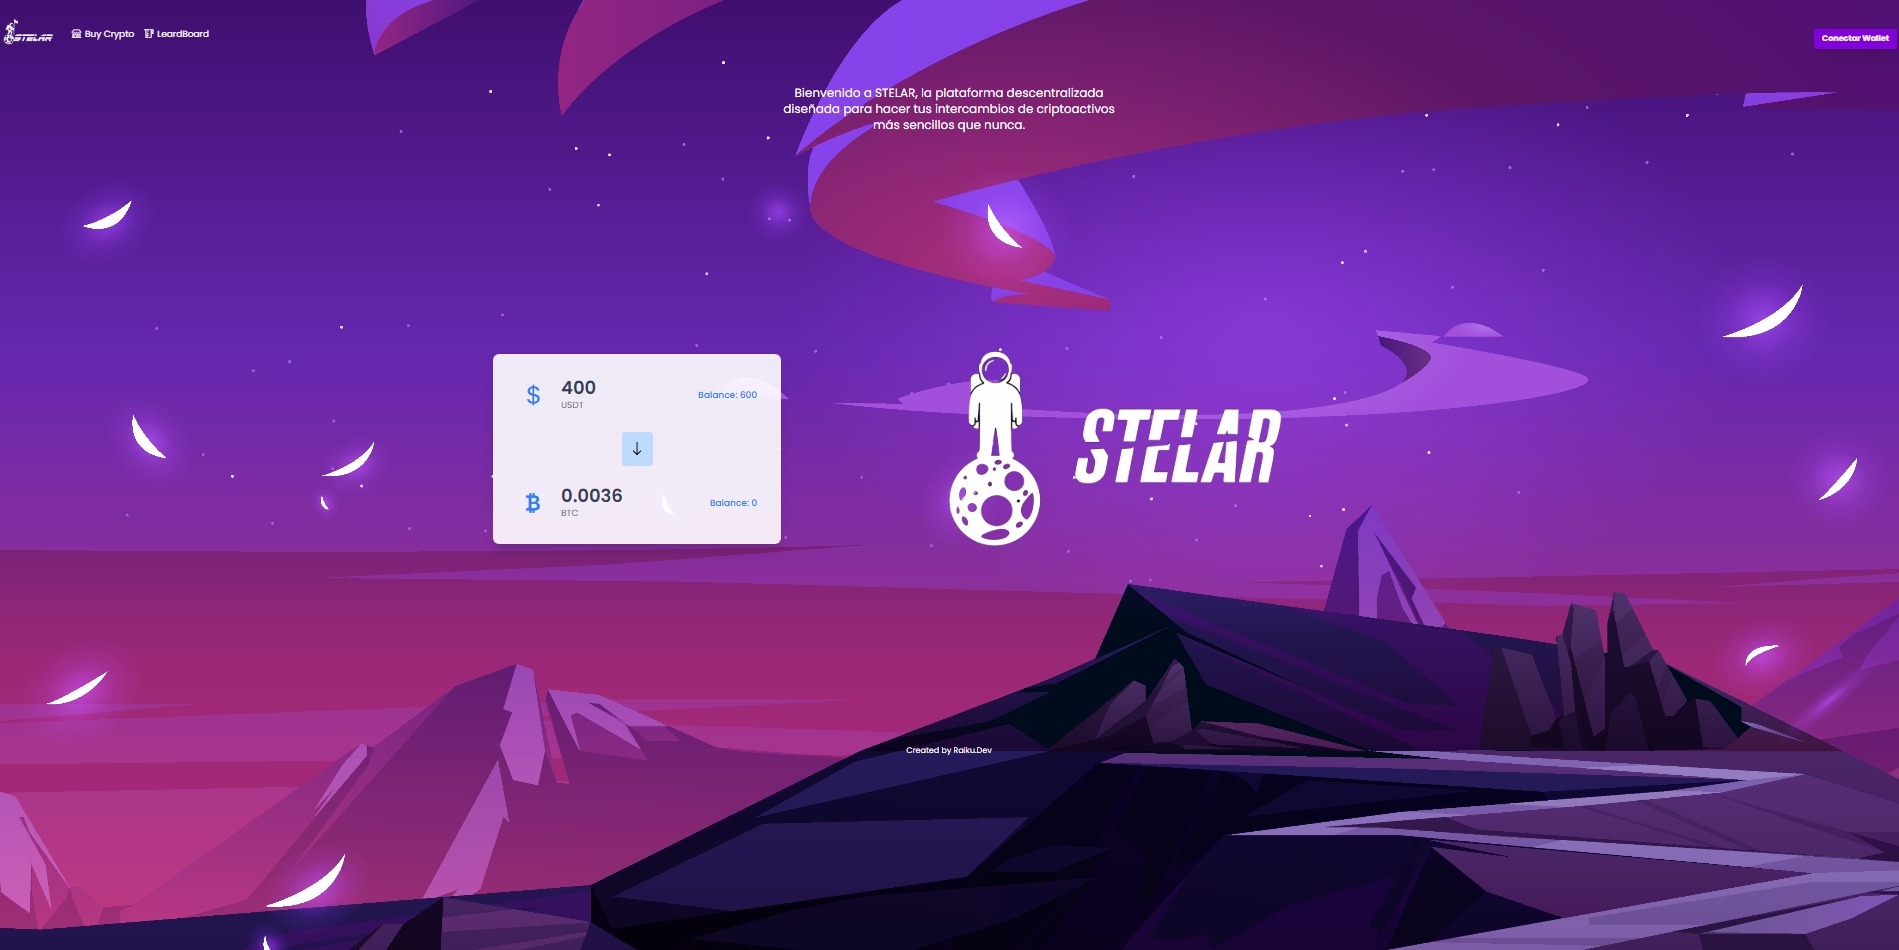 STELAR
Buy Crypto
LeardBoard
Conectar Wallet
Bienvenido a STELAR, la plataforma descentralizada
diseñada para hacer tus intercambios de criptoactivos
más sencillos que nunca.
$
400
USDT
Balance: 600
0.0036
BTC
Balance: 0
STELAR
Created by Raiku.Dev